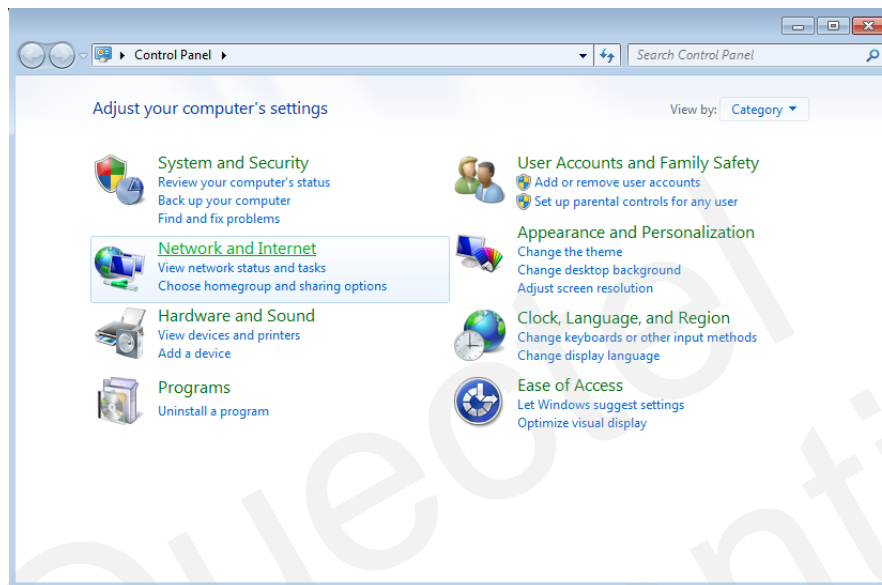 Control Panel
Search Control Panel
Adjust your computer's settings
View by: Category
System and Security
Review your computer's status
Back up your computer
Find and fix problems
Network and Internet
View network status and tasks
Choose homegroup and sharing options
Hardware and Sound
View devices and printers
Add a device
Programs
Uninstall a program
User Accounts and Family Safety
Add or remove user accounts
Set up parental controls for any user
Appearance and Personalization
Change the theme
Change desktop background
Adjust screen resolution
Clock, Language, and Region
Change keyboards or other input methods
Change display language
Ease of Access
Let Windows suggest settings
Optimize visual display
Quectel